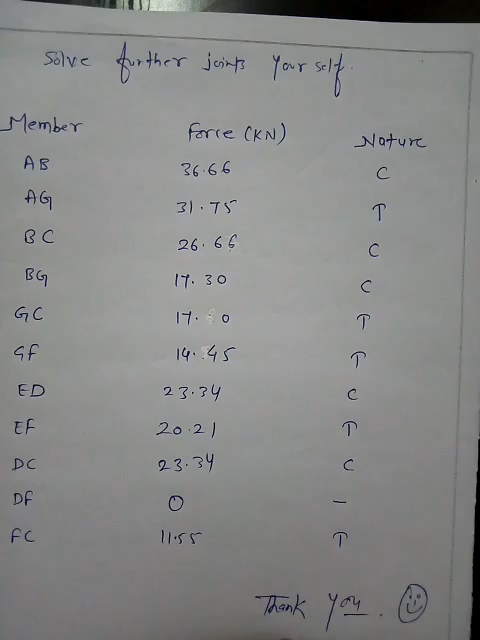 Solve further joints Yourself.
Member Force (KN) Nature
AB 36.66 C
AG 31.75 T
BC 26.66 C
BG 17.30 C
GC T
GF 14.45 T
ED 23.34 C
EF 20.21 T
DC 23.34 C
DF 0 –
FC 11.55 T
Thank You. ☺